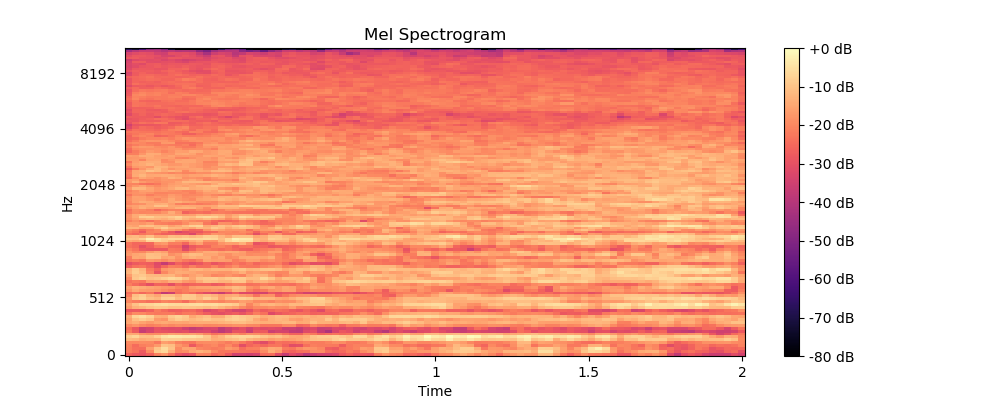 Mel Spectrogram
Hz
8192
4096
2048
1024
512
0
0
0.5
1
1.5
2
Time
+0 dB
-10 dB
-20 dB
-30 dB
-40 dB
-50 dB
-60 dB
-70 dB
-80 dB